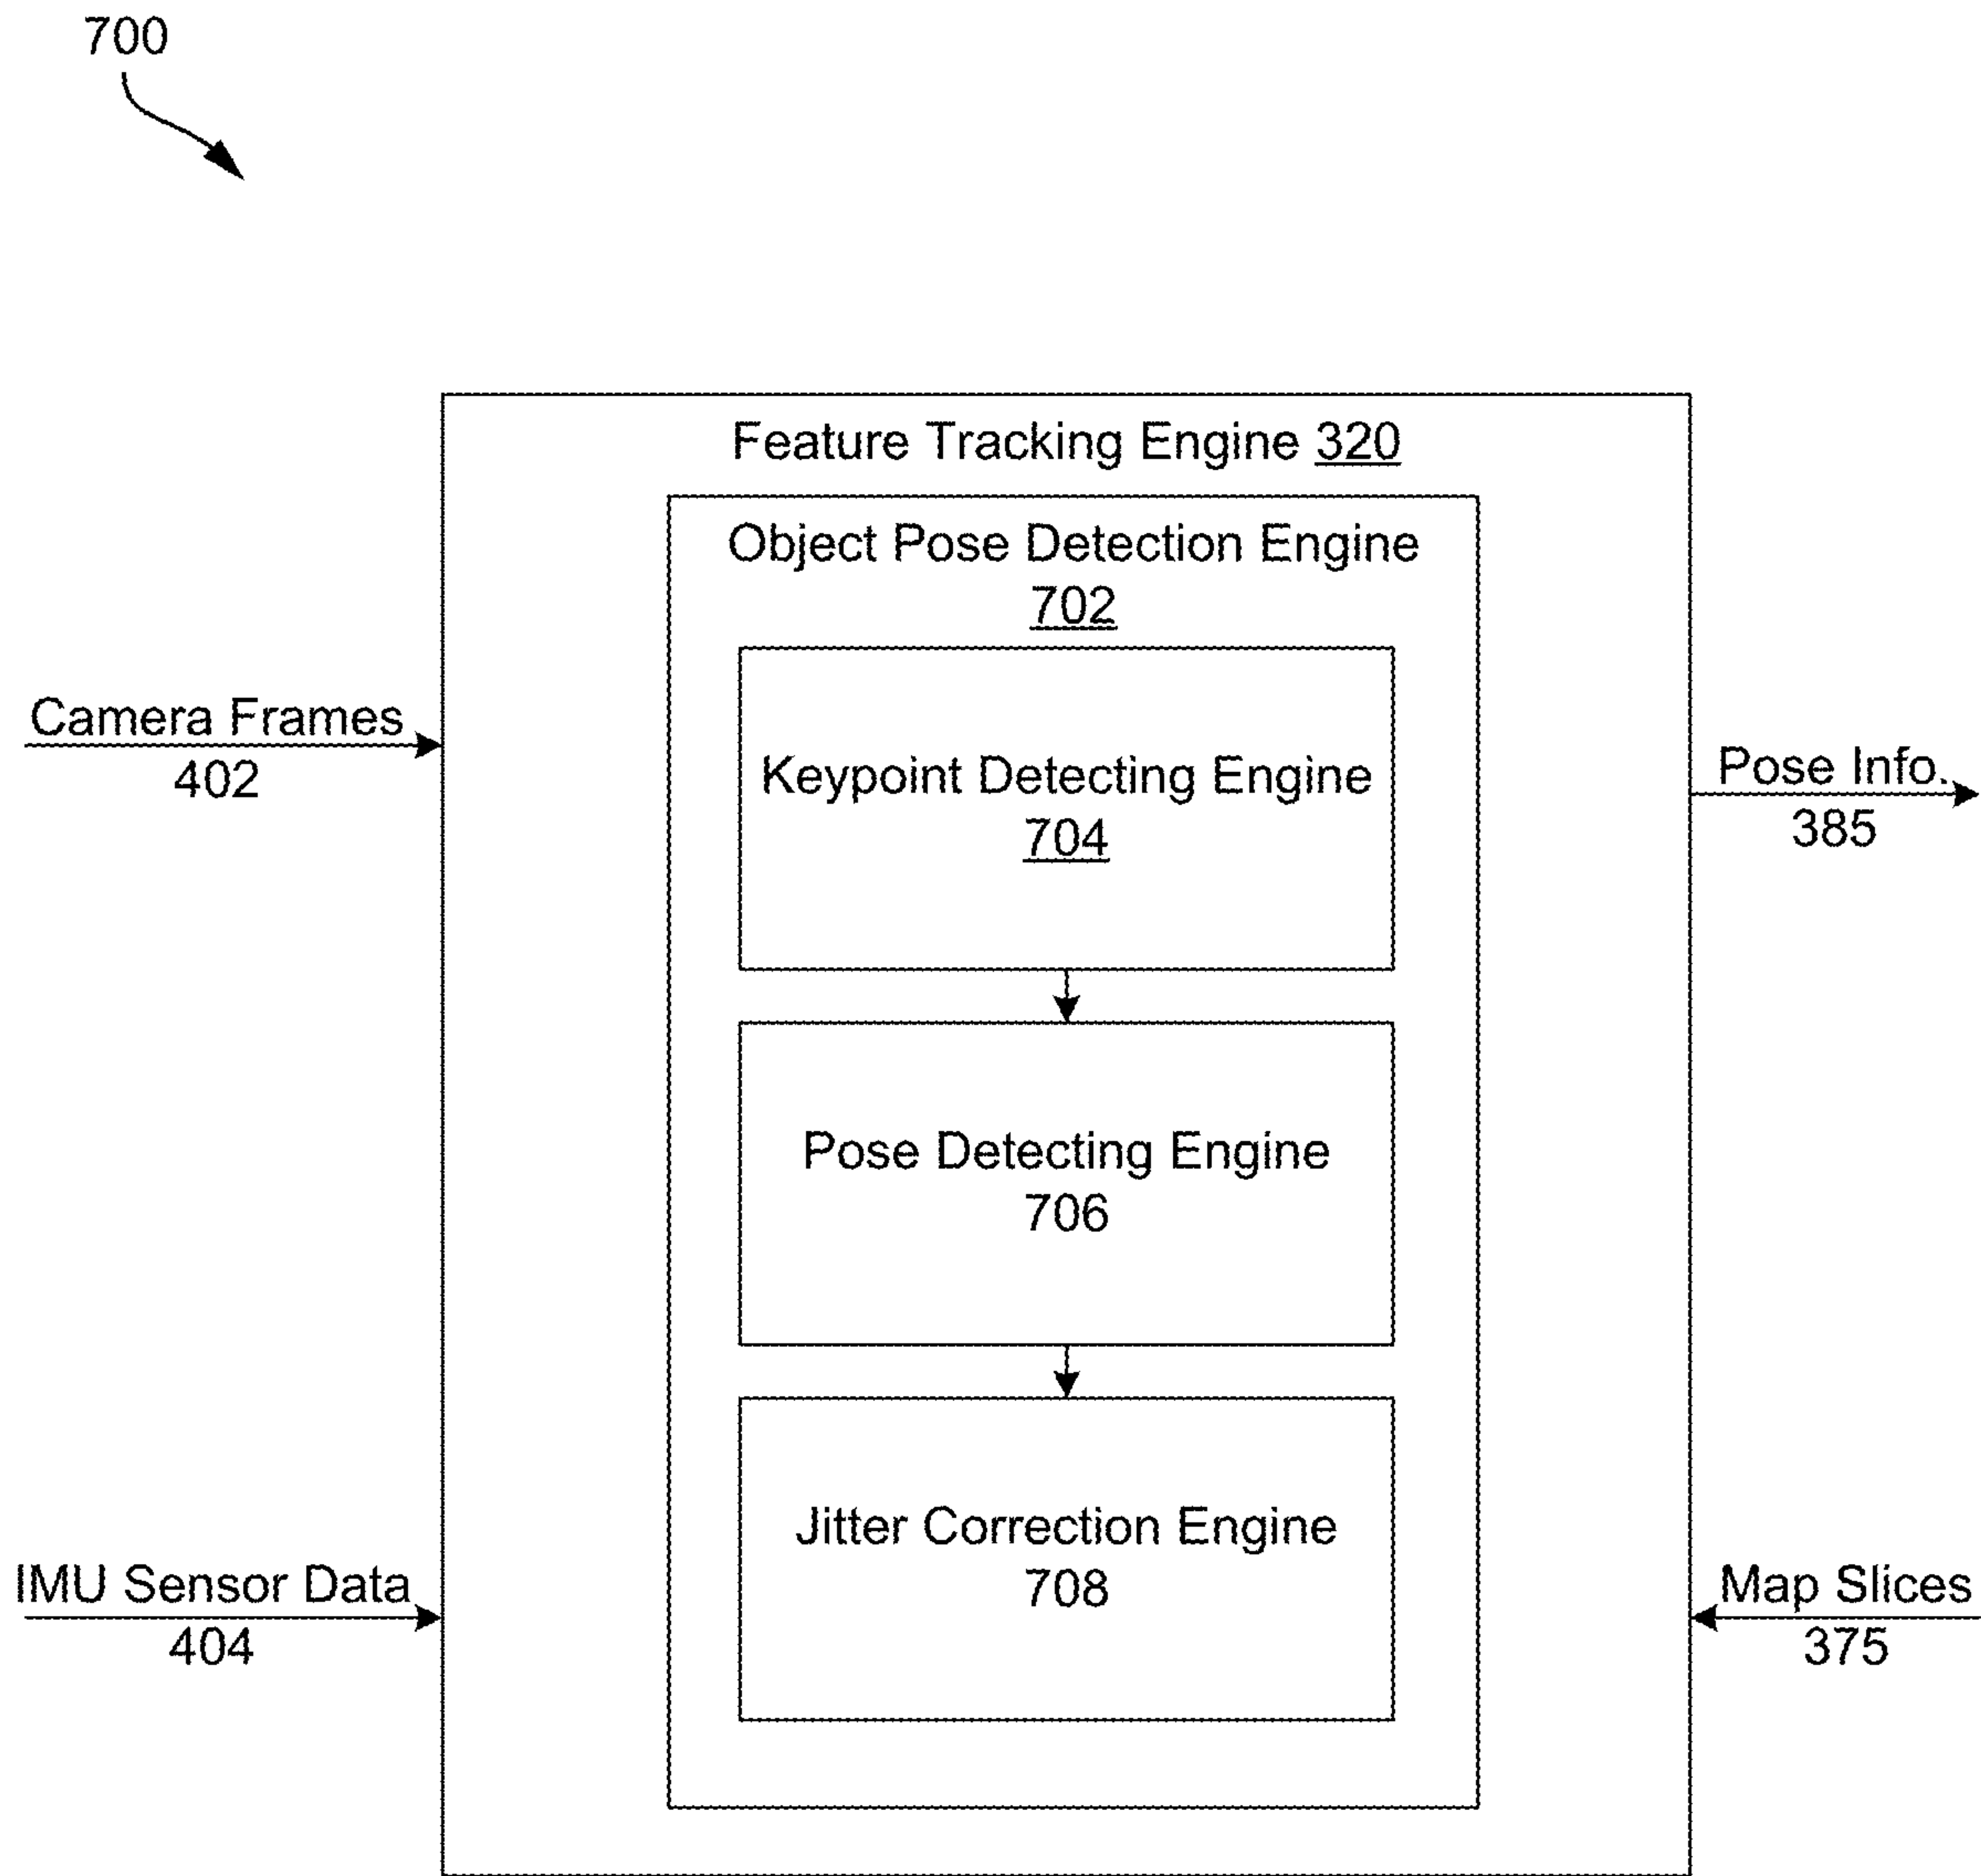 700
Feature Tracking Engine 320
Object Pose Detection Engine
702
Camera Frames
402
Keypoint Detecting Engine
704
Pose Info.
385
Pose Detecting Engine
706
Jitter Correction Engine
708
IMU Sensor Data
404
Map Slices
375